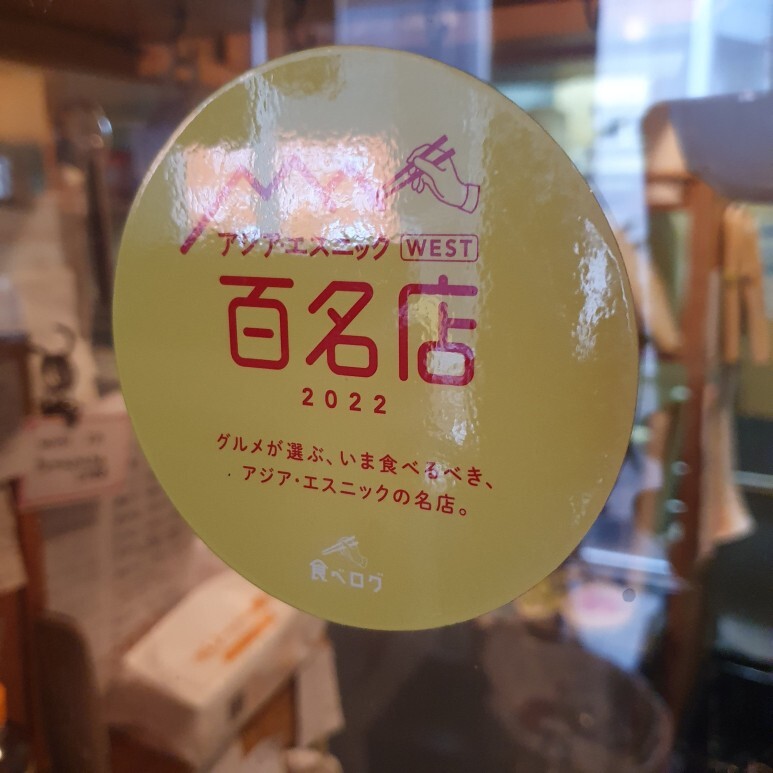 アジア・エスニック WEST
百名店
2022
グルメが選ぶ、いま食べるべき、
アジア・エスニックの名店。
食べログ